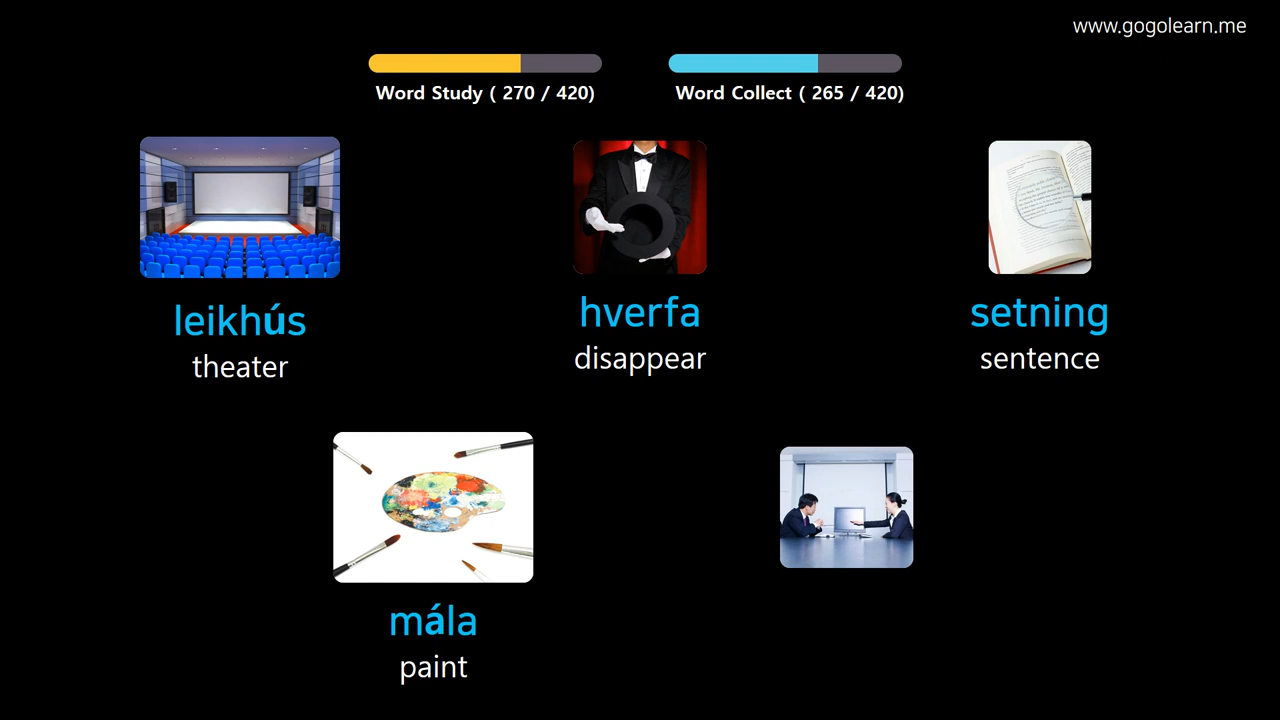 www.gogolearn.me
Word Study ( 270 / 420)
Word Collect ( 265 / 420)
leikhús
theater
hverfa
disappear
setning
sentence
mála
paint